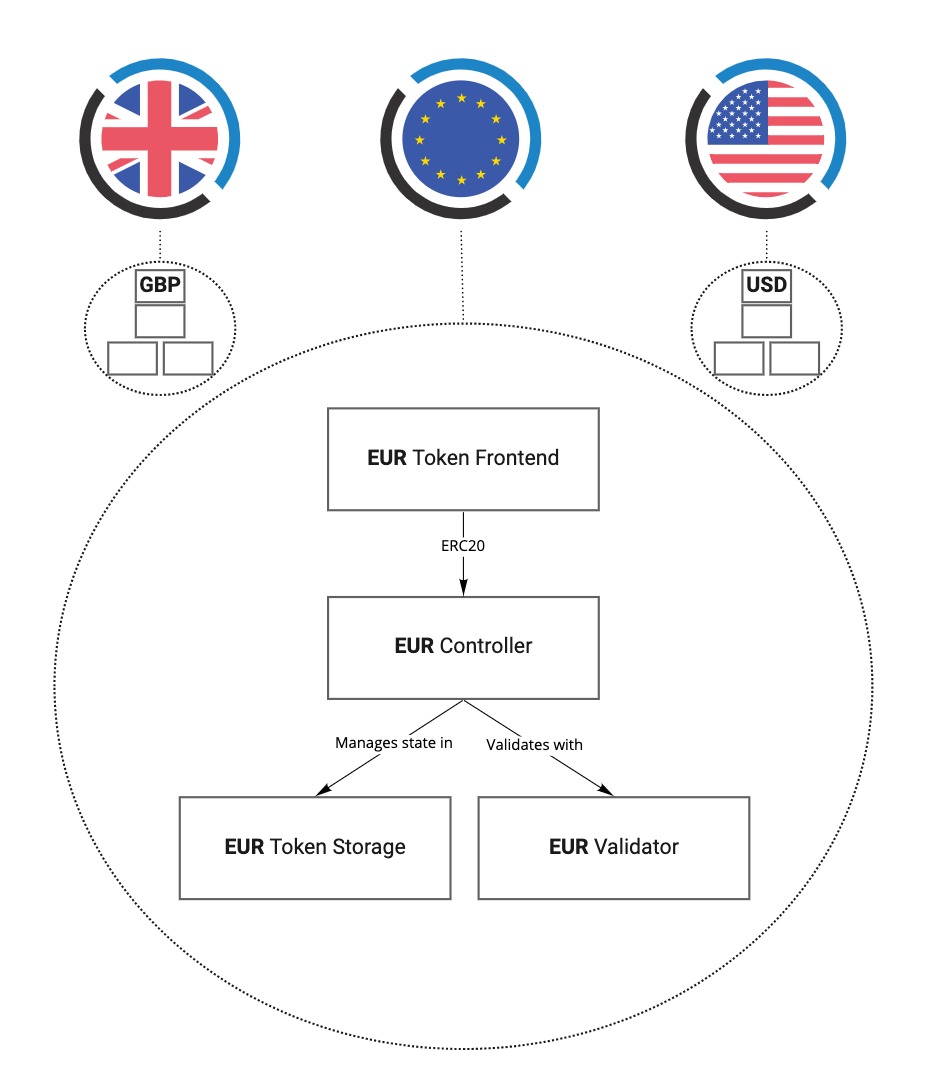 GBP
USD
EUR Token Frontend
ERC20
EUR Controller
Manages state in
Validates with
EUR Token Storage
EUR Validator